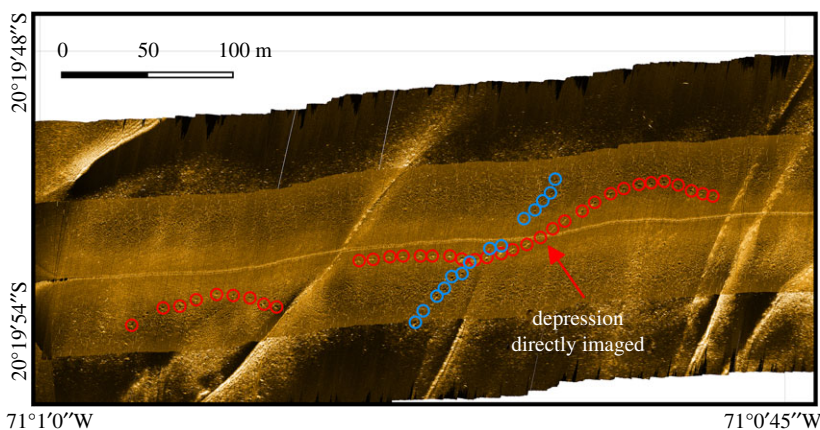 20°19′48″S
0 50 100 m
20°19′54″S
depression
directly imaged
71°1′0″W
71°0′45″W